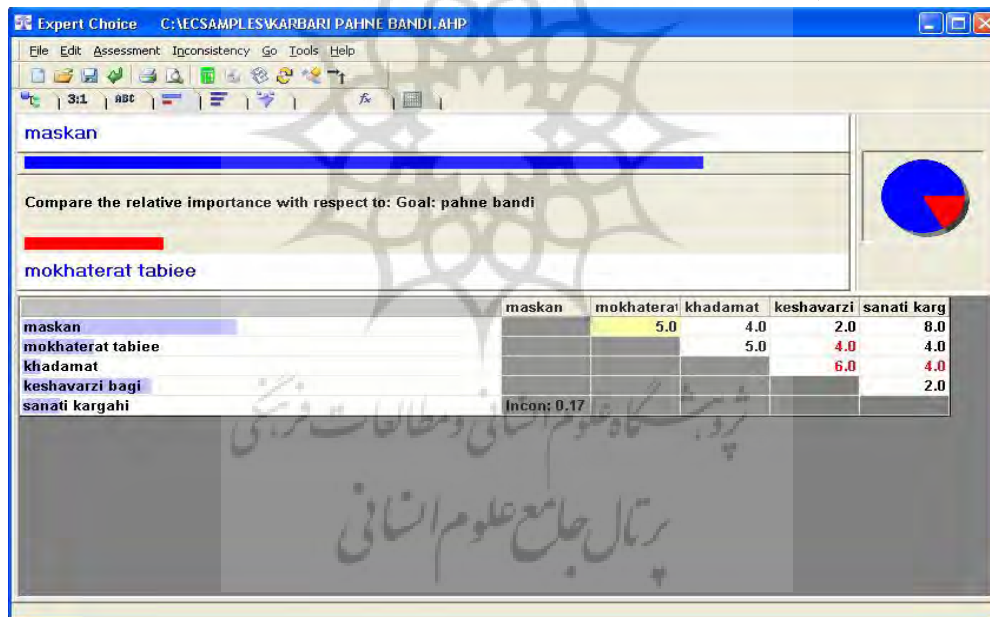 Expert Choice C:\ECSAMPLES\KARBARI PAHNE BANDI.AHP
File Edit Assessment Inconsistency Go Tools Help
3:1 ABC fx
maskan
Compare the relative importance with respect to: Goal: pahne bandi
mokhaterat tabiee
maskan mokhaterat khadamat keshavarzi sanati karg
maskan 5.0 4.0 2.0 8.0
mokhaterat tabiee 5.0 4.0 4.0
khadamat 6.0 4.0
keshavarzi bagi 2.0
sanati kargahi Incon: 0.17
پژوهشگاه علوم انسانی و مطالعات فرهنگی
پرتال جامع علوم انسانی